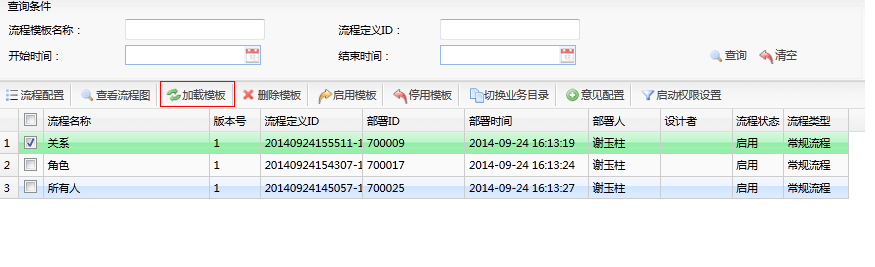 查询条件
流程模板名称： 流程定义ID：
开始时间： 结束时间： 查询 清空
流程配置 查看流程图 加载模板 删除模板 启用模板 停用模板 切换业务目录 意见配置 启动权限设置
流程名称 版本号 流程定义ID 部署ID 部署时间 部署人 设计者 流程状态 流程类型
1 关系 1 20140924155511-1 700009 2014-09-24 16:13:19 谢玉柱 启用 常规流程
2 角色 1 20140924154307-1 700017 2014-09-24 16:13:24 谢玉柱 启用 常规流程
3 所有人 1 20140924145057-1 700025 2014-09-24 16:13:27 谢玉柱 启用 常规流程